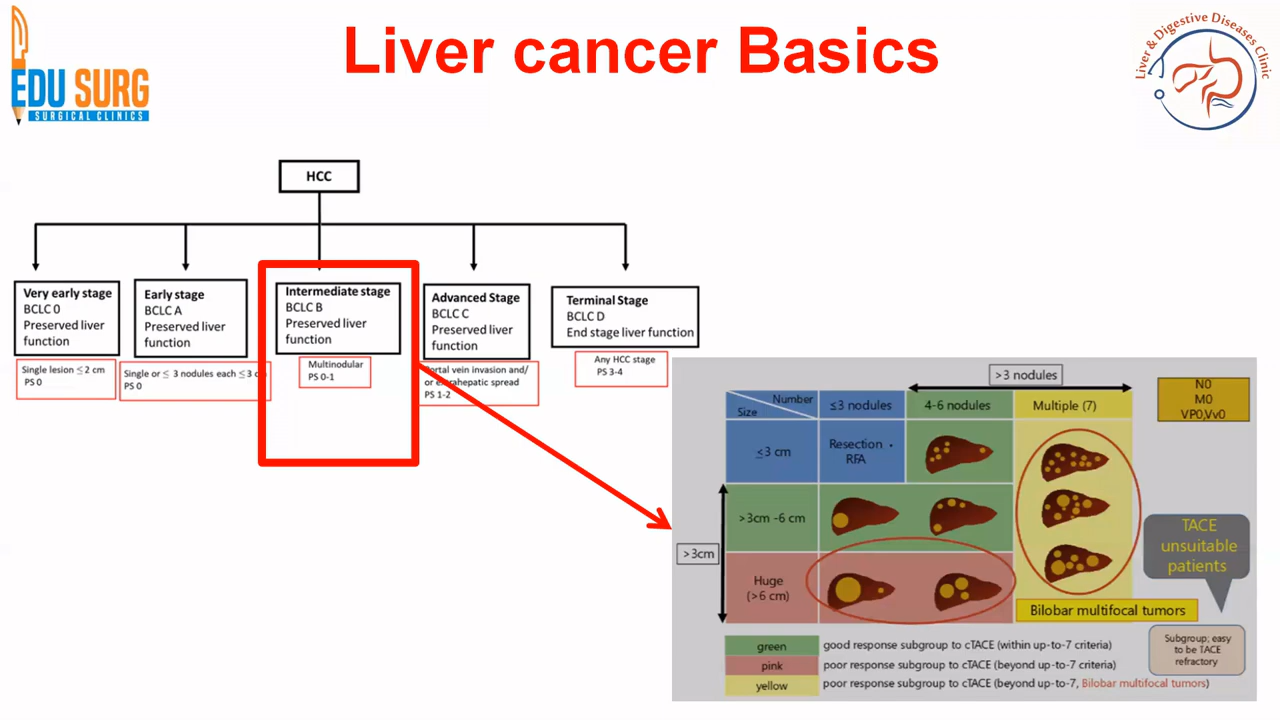 Liver cancer Basics
EDU SURG
SURGICAL CLINICS
Liver & Digestive Diseases Clinic
HCC
Very early stage
BCLC 0
Preserved liver
function
Single lesion ≤ 2 cm
PS 0
Early stage
BCLC A
Preserved liver
function
Single or ≤ 3 nodules each ≤ 3
PS 0
Intermediate stage
BCLC B
Preserved liver
function
Multinodular
PS 0-1
Advanced Stage
BCLC C
Preserved liver
function
Portal vein invasion and/
or extrahepatic spread
PS 1-2
Terminal Stage
BCLC D
End stage liver function
Any HCC stage
PS 3-4
>3 nodules
N0
M0
VP0,Vv0
Number
Size
≤3 nodules
4-6 nodules
Multiple (7)
≤3 cm
Resection ·
RFA
>3cm -6 cm
>3cm
Huge
(>6 cm)
TACE
unsuitable
patients
Bilobar multifocal tumors
Subgroup; easy
to be TACE
refractory
green good response subgroup to cTACE (within up-to-7 criteria)
pink poor response subgroup to cTACE (beyond up-to-7 criteria)
yellow poor response subgroup to cTACE (beyond up-to-7, Bilobar multifocal tumors)